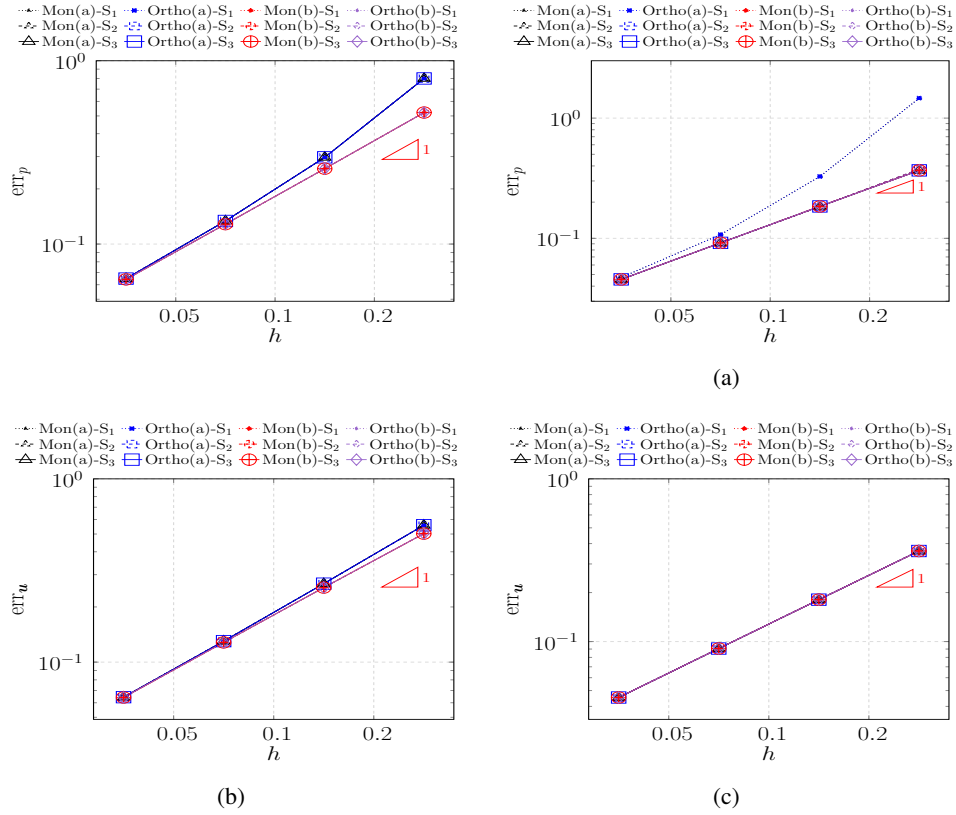 Mon(a)-S1 Ortho(a)-S1 Mon(b)-S1 Ortho(b)-S1
Mon(a)-S2 Ortho(a)-S2 Mon(b)-S2 Ortho(b)-S2
Mon(a)-S3 Ortho(a)-S3 Mon(b)-S3 Ortho(b)-S3
10^0
10^−1
err_p
1
0.05 0.1 0.2
h
Mon(a)-S1 Ortho(a)-S1 Mon(b)-S1 Ortho(b)-S1
Mon(a)-S2 Ortho(a)-S2 Mon(b)-S2 Ortho(b)-S2
Mon(a)-S3 Ortho(a)-S3 Mon(b)-S3 Ortho(b)-S3
10^0
10^−1
err_p
1
0.05 0.1 0.2
h
(a)
Mon(a)-S1 Ortho(a)-S1 Mon(b)-S1 Ortho(b)-S1
Mon(a)-S2 Ortho(a)-S2 Mon(b)-S2 Ortho(b)-S2
Mon(a)-S3 Ortho(a)-S3 Mon(b)-S3 Ortho(b)-S3
10^0
10^−1
err_u
1
0.05 0.1 0.2
h
(b)
Mon(a)-S1 Ortho(a)-S1 Mon(b)-S1 Ortho(b)-S1
Mon(a)-S2 Ortho(a)-S2 Mon(b)-S2 Ortho(b)-S2
Mon(a)-S3 Ortho(a)-S3 Mon(b)-S3 Ortho(b)-S3
10^0
10^−1
err_u
1
0.05 0.1 0.2
h
(c)